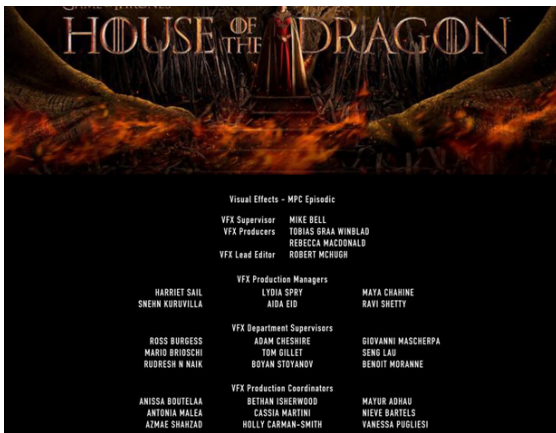 GAME OF THRONES
HOUSE OF THE DRAGON
Visual Effects - MPC Episodic
VFX Supervisor MIKE BELL
VFX Producers TOBIAS GRAA WINBLAD
REBECCA MACDONALD
VFX Lead Editor ROBERT MCHUGH
VFX Production Managers
HARRIET SAIL LYDIA SPRY MAYA CHAHINE
SNEHN KURUVILLA AIDA EID RAVI SHETTY
VFX Department Supervisors
ROSS BURGESS ADAM CHESHIRE GIOVANNI MASCHERPA
MARIO BRIOSCHI TOM GILLET SENG LAU
RUDRESH N NAIK BOYAN STOYANOV BENOIT MORANNE
VFX Production Coordinators
ANISSA BOUTELAA BETHAN ISHERWOOD MAYUR ADHAU
ANTONIA MALEA CASSIA MARTINI NIEVE BARTELS
AZMAE SHAHZAD HOLLY CARMAN-SMITH VANESSA PUGLIESI